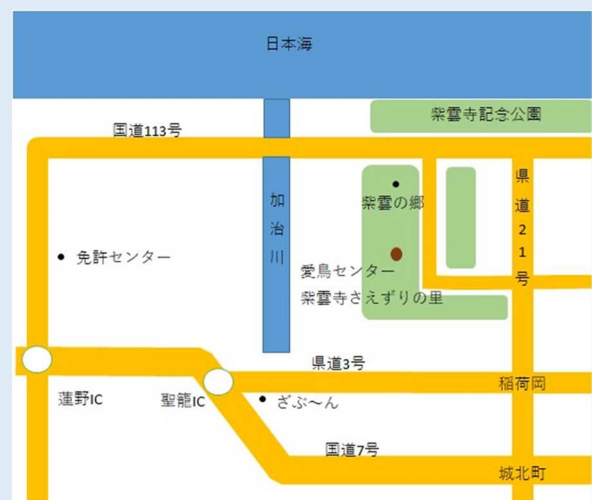 日本海
紫雲寺記念公園
国道113号
県道21号
紫雲の郷
加治川
免許センター
愛鳥センター
紫雲寺さえずりの里
県道3号
稲荷岡
蓮野IC
聖籠IC
ざぶ～ん
国道7号
城北町